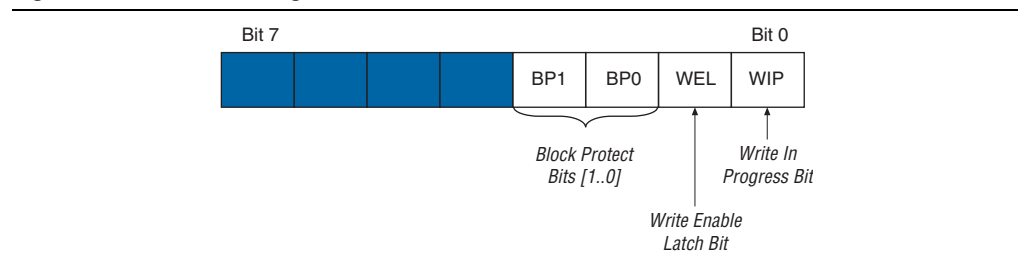 Bit 7
Bit 0
BP1
BP0
WEL
WIP
Block Protect
Bits [1..0]
Write In
Progress Bit
Write Enable
Latch Bit